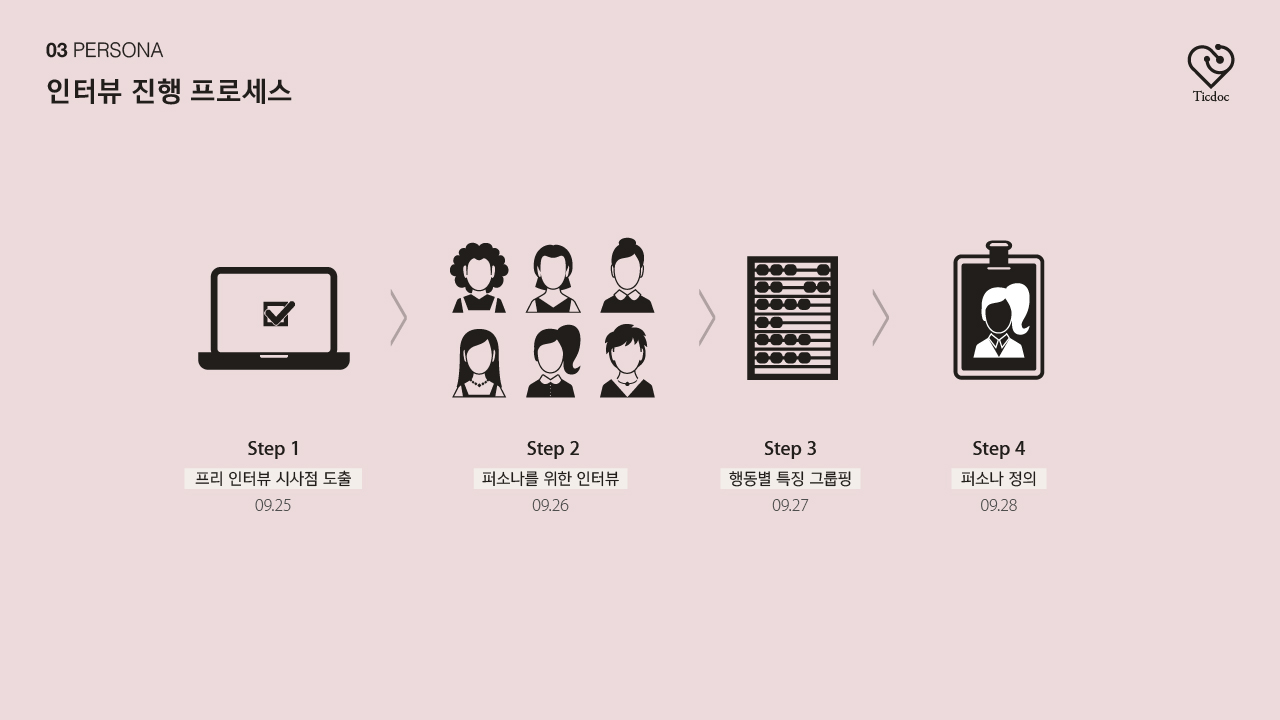 03 PERSONA
인터뷰 진행 프로세스
Ticdoc
Step 1
프리 인터뷰 시사점 도출
09.25
Step 2
퍼소나를 위한 인터뷰
09.26
Step 3
행동별 특징 그룹핑
09.27
Step 4
퍼소나 정의
09.28